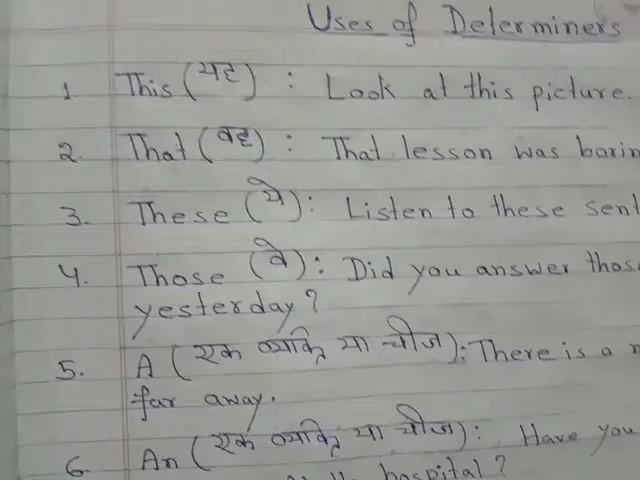 Uses of Determiners
1 This (यह) : Look at this picture.
2. That (वह) : That lesson was
3. These (ये) : Listen to these
4. Those (वे) : Did you answer
yesterday?
5. A (एक व्यक्ति या चीज) : There is a
far away.
6. An (एक व्यक्ति या चीज) : Have you
hospital?